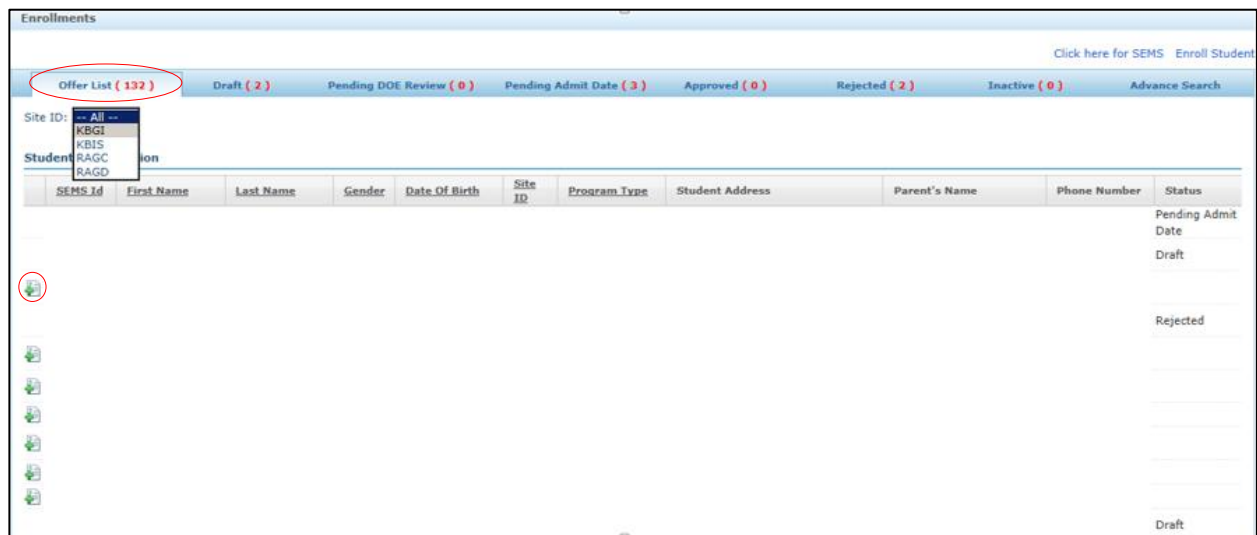 Enrollments
Click here for SEMS Enroll Student
Offer List ( 132 ) Draft ( 2 ) Pending DOE Review ( 0 ) Pending Admit Date ( 3 ) Approved ( 0 ) Rejected ( 2 ) Inactive ( 0 ) Advance Search
Site ID: -- All --
KBGI
KBIS
Student RAGC ion
RAGD
SEMS Id First Name Last Name Gender Date Of Birth Site ID Program Type Student Address Parent's Name Phone Number Status
Pending Admit
Date
Draft
Rejected
Draft